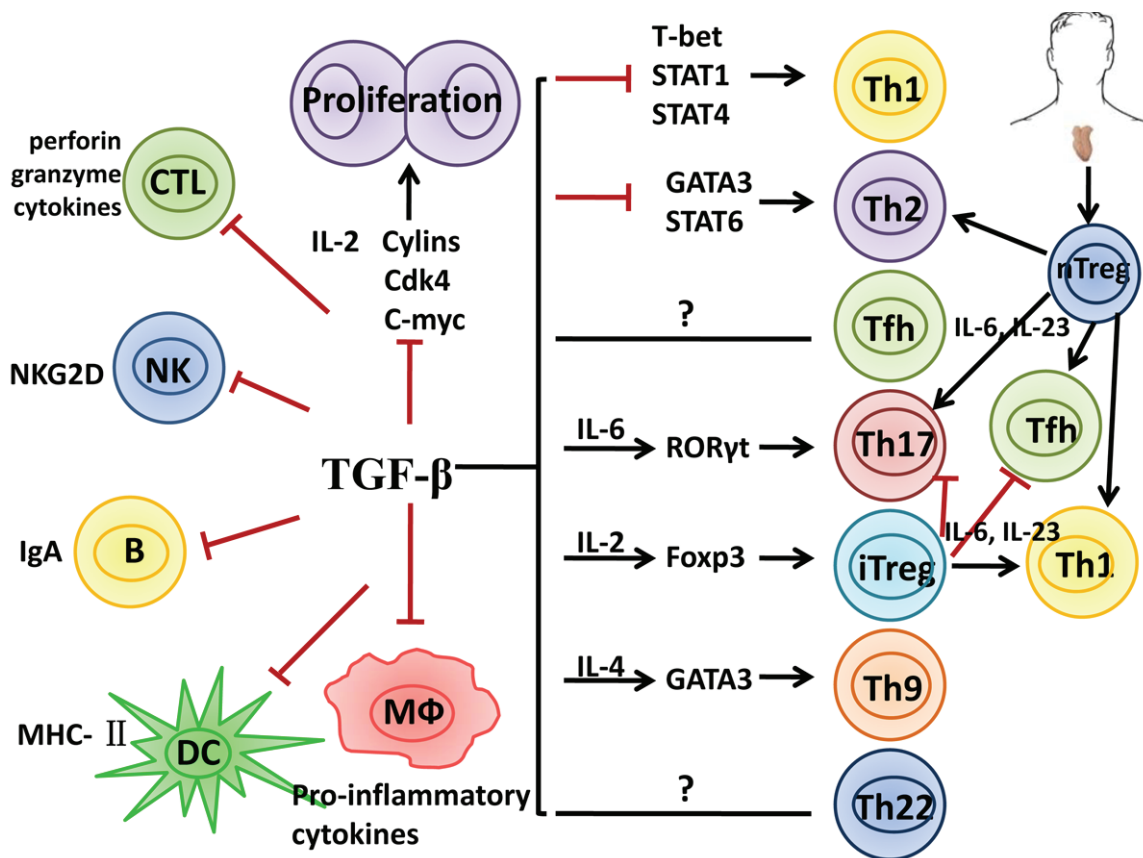 Proliferation
perforin
granzyme
cytokines
CTL
IL-2 Cylins
Cdk4
C-myc
NKG2D
NK
TGF-β
IgA
B
MHC-Ⅱ
DC
MΦ
Pro-inflammatory
cytokines
T-bet
STAT1
STAT4
Th1
GATA3
STAT6
Th2
nTreg
?
Tfh
IL-6, IL-23
IL-6
RORγt
Th17
Tfh
IL-2
Foxp3
iTreg
IL-6, IL-23
Th1
IL-4
GATA3
Th9
?
Th22